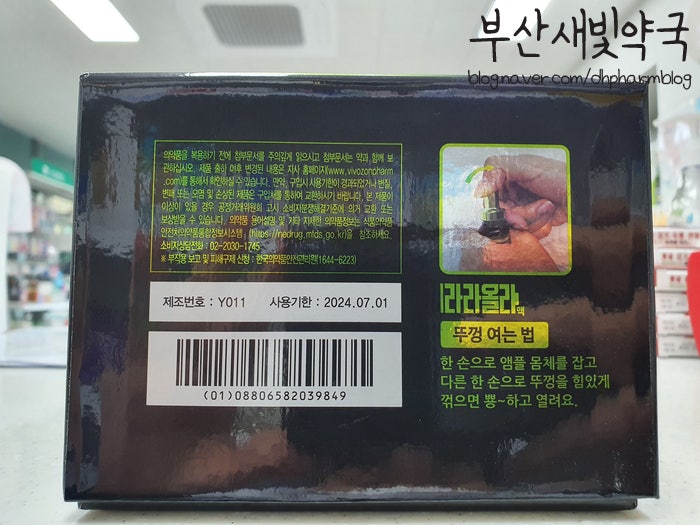 부산새빛약국
blog.naver.com/dhpharmblog
의약품을 복용하기 전에 첨부문서를 주의깊게 읽으시고 첨부문서는 약과 함께 보
관하십시오. 제품 출하 이후 변경된 내용은 자사 홈페이지(www.vivozonpharm
.com)를 통해서 확인하실 수 있습니다. 만약, 구입시 사용기한이 경과되었거나 변질,
변패 또는 오염 및 손상된 제품은 구입처를 통하여 교환하시기 바랍니다. 본 제품이
이상이 있을 경우 공정거래위원회 고시 소비자분쟁해결기준에 의거 교환 또는
보상받을 수 있습니다. 의약품 용어설명 및 기타 자세한 의약품정보는 식품의약품
안전처의약품통합정보시스템 (https://nedrug.mfds.go.kr)을 참조하세요.
소비자상담전화 : 02-2030-1745
※ 부작용 보고 및 피해구제 신청 : 한국의약품안전관리원(1644-6223)
제조번호 : Y011 사용기한 : 2024.07.01
(01)08806582039849
라라올라액
뚜껑 여는 법
한 손으로 앰플 몸체를 잡고
다른 한 손으로 뚜껑을 힘있게
꺾으면 뽕~하고 열려요.